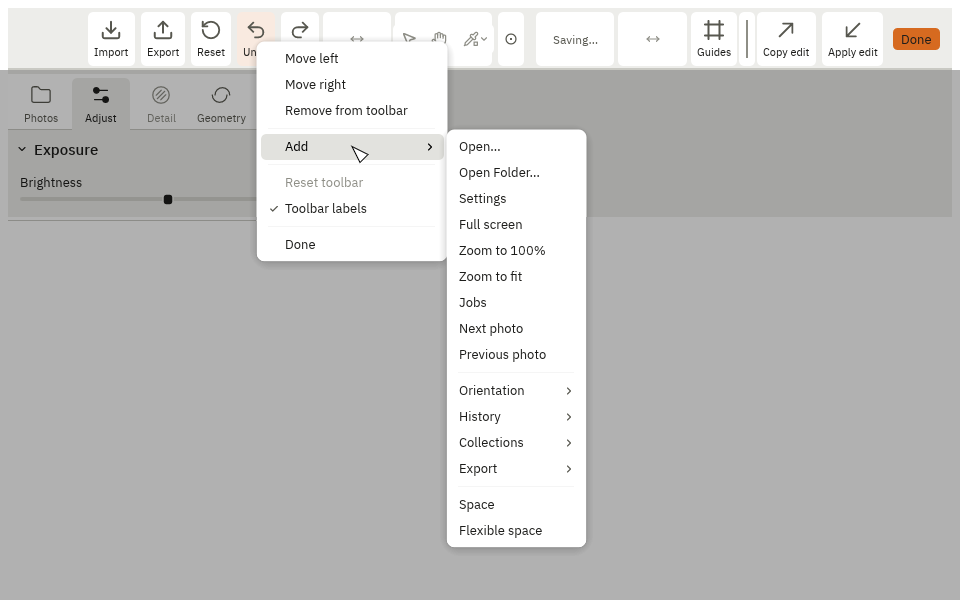 Import
Export
Reset
Un
Saving...
Guides
Copy edit
Apply edit
Done
Move left
Move right
Remove from toolbar
Add
Reset toolbar
Toolbar labels
Done
Photos
Adjust
Detail
Geometry
Exposure
Brightness
Open...
Open Folder...
Settings
Full screen
Zoom to 100%
Zoom to fit
Jobs
Next photo
Previous photo
Orientation
History
Collections
Export
Space
Flexible space